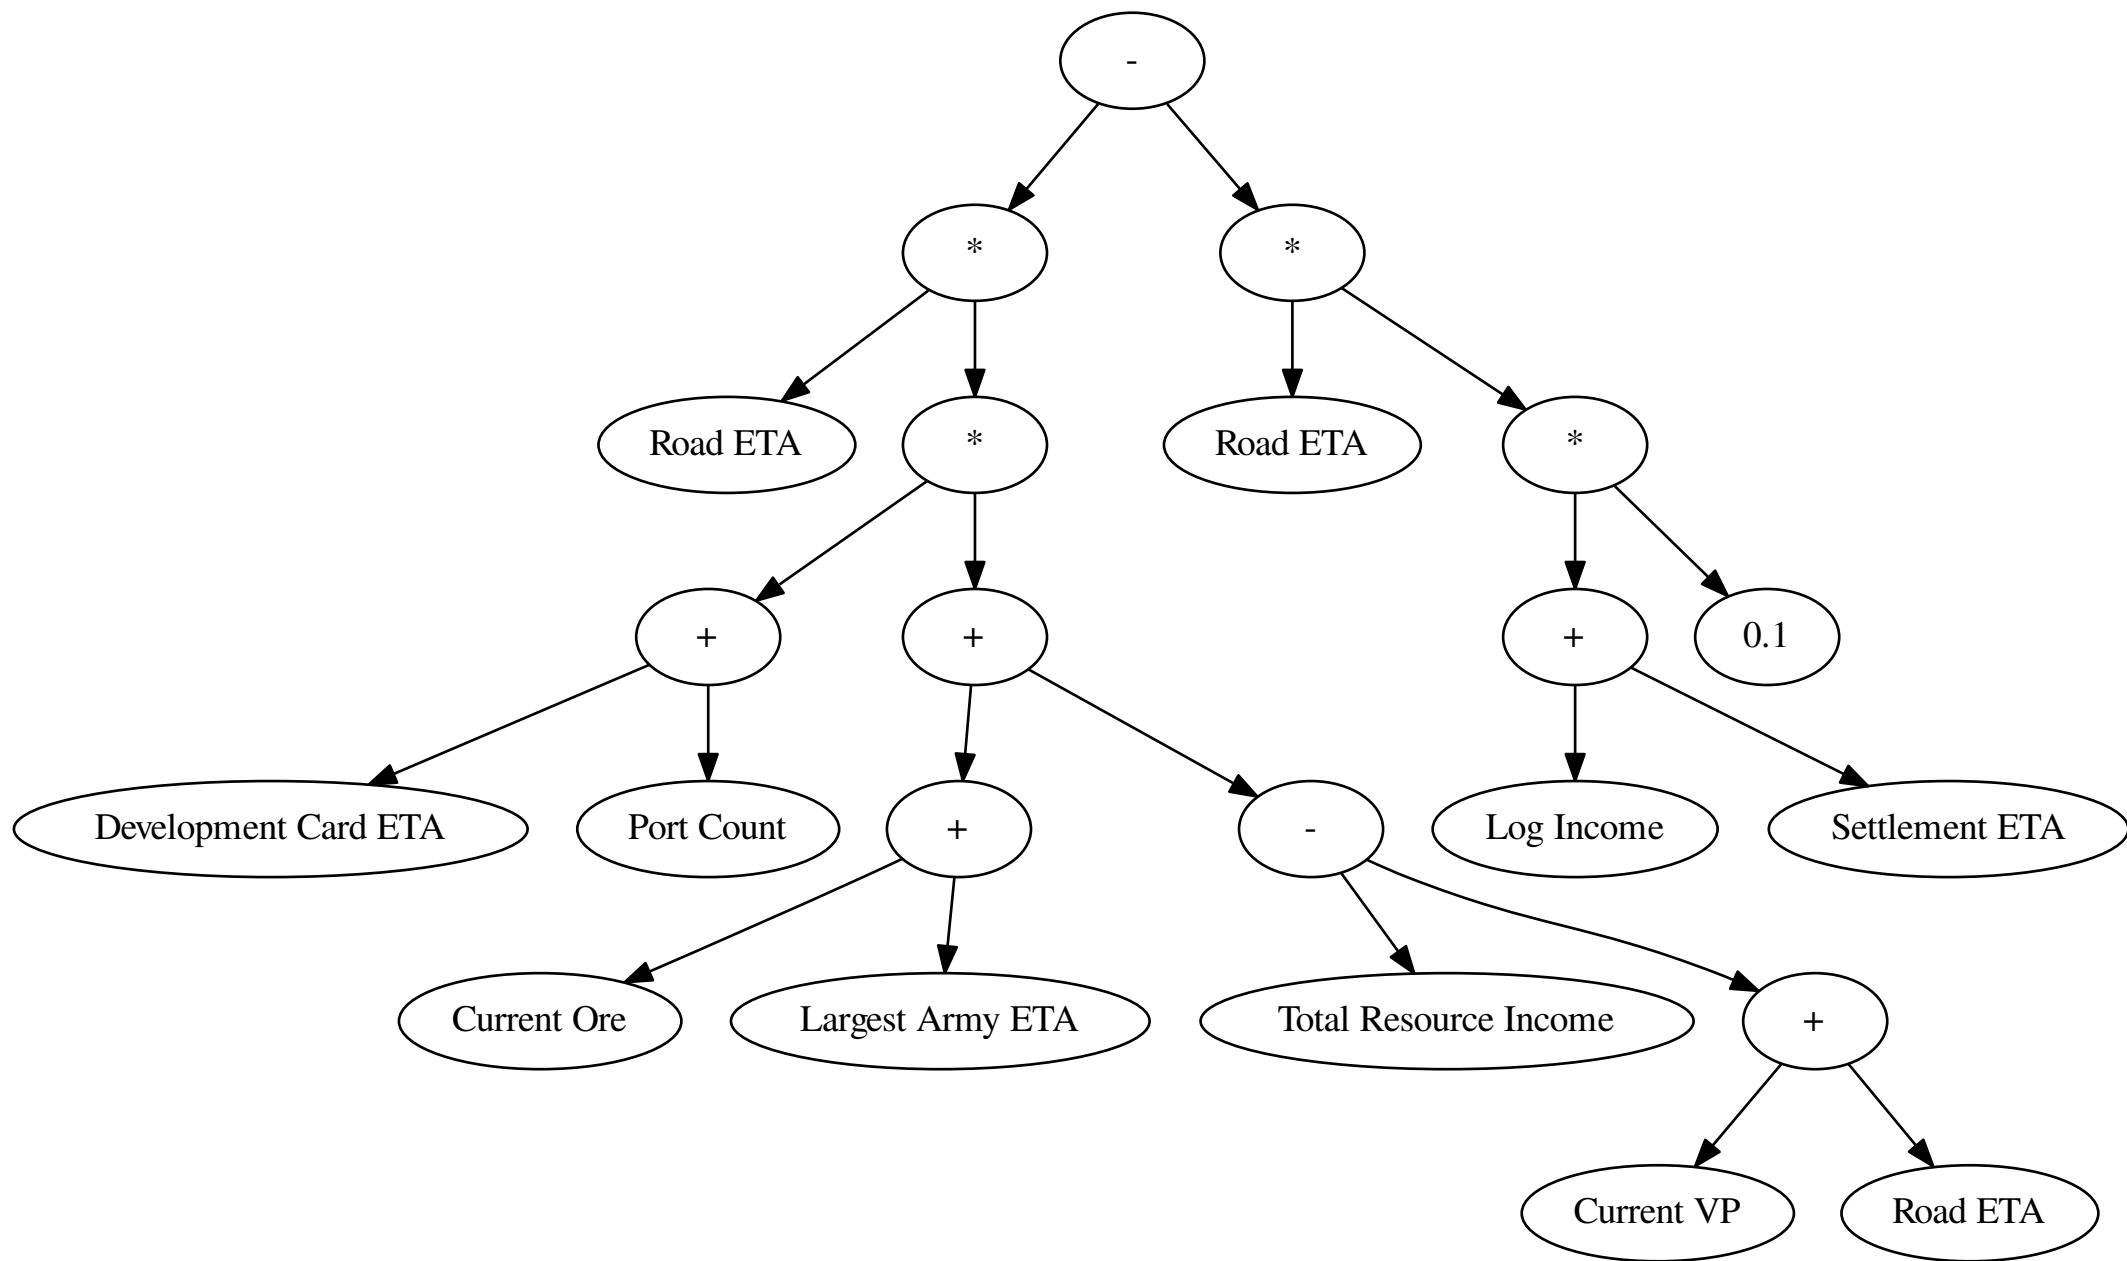 -
*
*
Road ETA
*
Road ETA
*
+
+
+
0.1
Development Card ETA
Port Count
+
-
Log Income
Settlement ETA
Current Ore
Largest Army ETA
Total Resource Income
+
Current VP
Road ETA